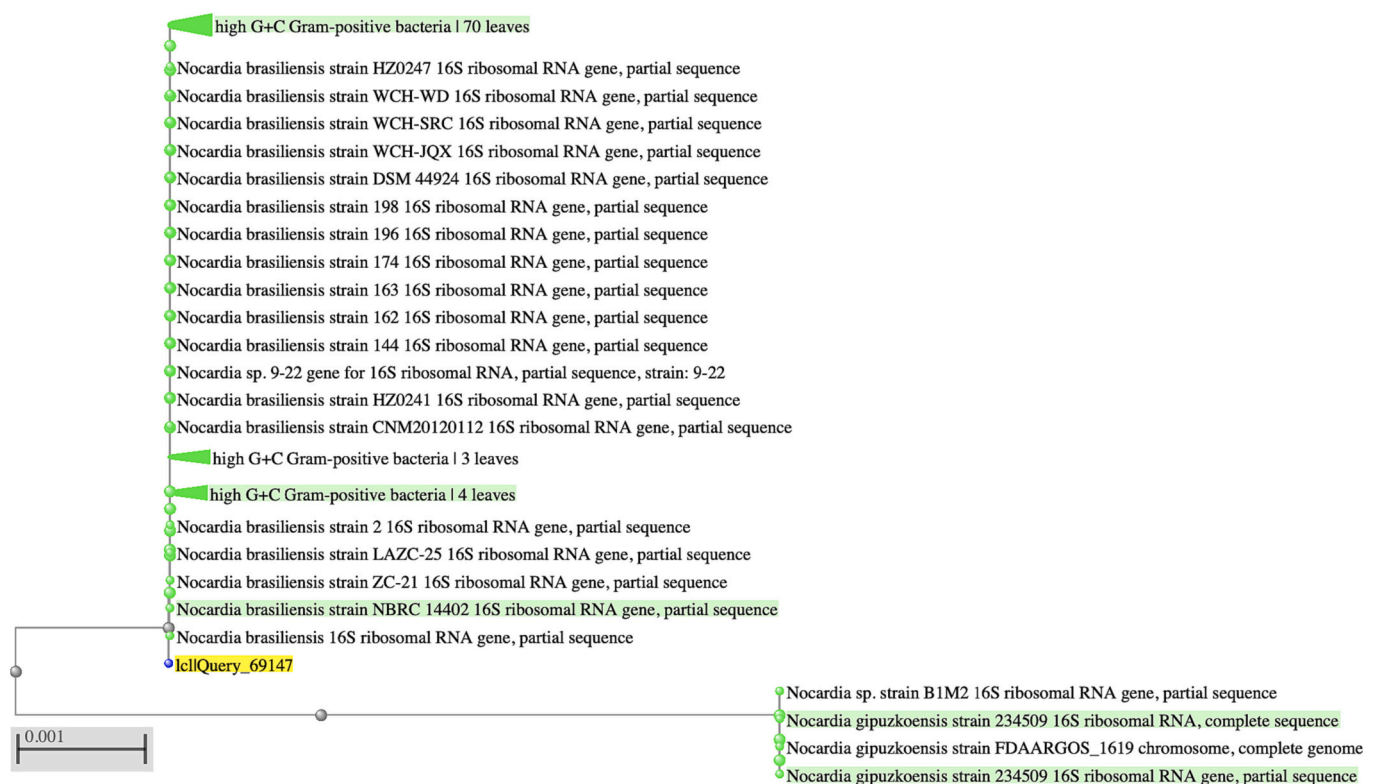 high G+C Gram-positive bacteria | 70 leaves
Nocardia brasiliensis strain HZ0247 16S ribosomal RNA gene, partial sequence
Nocardia brasiliensis strain WCH-WD 16S ribosomal RNA gene, partial sequence
Nocardia brasiliensis strain WCH-SRC 16S ribosomal RNA gene, partial sequence
Nocardia brasiliensis strain WCH-JQX 16S ribosomal RNA gene, partial sequence
Nocardia brasiliensis strain DSM 44924 16S ribosomal RNA gene, partial sequence
Nocardia brasiliensis strain 198 16S ribosomal RNA gene, partial sequence
Nocardia brasiliensis strain 196 16S ribosomal RNA gene, partial sequence
Nocardia brasiliensis strain 174 16S ribosomal RNA gene, partial sequence
Nocardia brasiliensis strain 163 16S ribosomal RNA gene, partial sequence
Nocardia brasiliensis strain 162 16S ribosomal RNA gene, partial sequence
Nocardia brasiliensis strain 144 16S ribosomal RNA gene, partial sequence
Nocardia sp. 9-22 gene for 16S ribosomal RNA, partial sequence, strain: 9-22
Nocardia brasiliensis strain HZ0241 16S ribosomal RNA gene, partial sequence
Nocardia brasiliensis strain CNM20120112 16S ribosomal RNA gene, partial sequence
high G+C Gram-positive bacteria | 3 leaves
high G+C Gram-positive bacteria | 4 leaves
Nocardia brasiliensis strain 2 16S ribosomal RNA gene, partial sequence
Nocardia brasiliensis strain LAZC-25 16S ribosomal RNA gene, partial sequence
Nocardia brasiliensis strain ZC-21 16S ribosomal RNA gene, partial sequence
Nocardia brasiliensis strain NBRC 14402 16S ribosomal RNA gene, partial sequence
Nocardia brasiliensis 16S ribosomal RNA gene, partial sequence
lcl|Query_69147
Nocardia sp. strain B1M2 16S ribosomal RNA gene, partial sequence
Nocardia gipuzkoensis strain 234509 16S ribosomal RNA, complete sequence
Nocardia gipuzkoensis strain FDAARGOS_1619 chromosome, complete genome
Nocardia gipuzkoensis strain 234509 16S ribosomal RNA gene, partial sequence
0.001